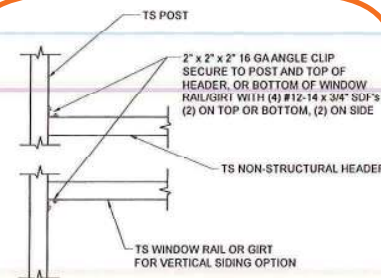 TS POST
2" x 2" x 2" 16 GA ANGLE CLIP
SECURE TO POST AND TOP OF
HEADER, OR BOTTOM OF WINDOW
RAIL/GIRT WITH (4) #12-14 x 3/4" SDF's
(2) ON TOP OR BOTTOM, (2) ON SIDE
TS NON-STRUCTURAL HEADER
TS WINDOW RAIL OR GIRT
FOR VERTICAL SIDING OPTION